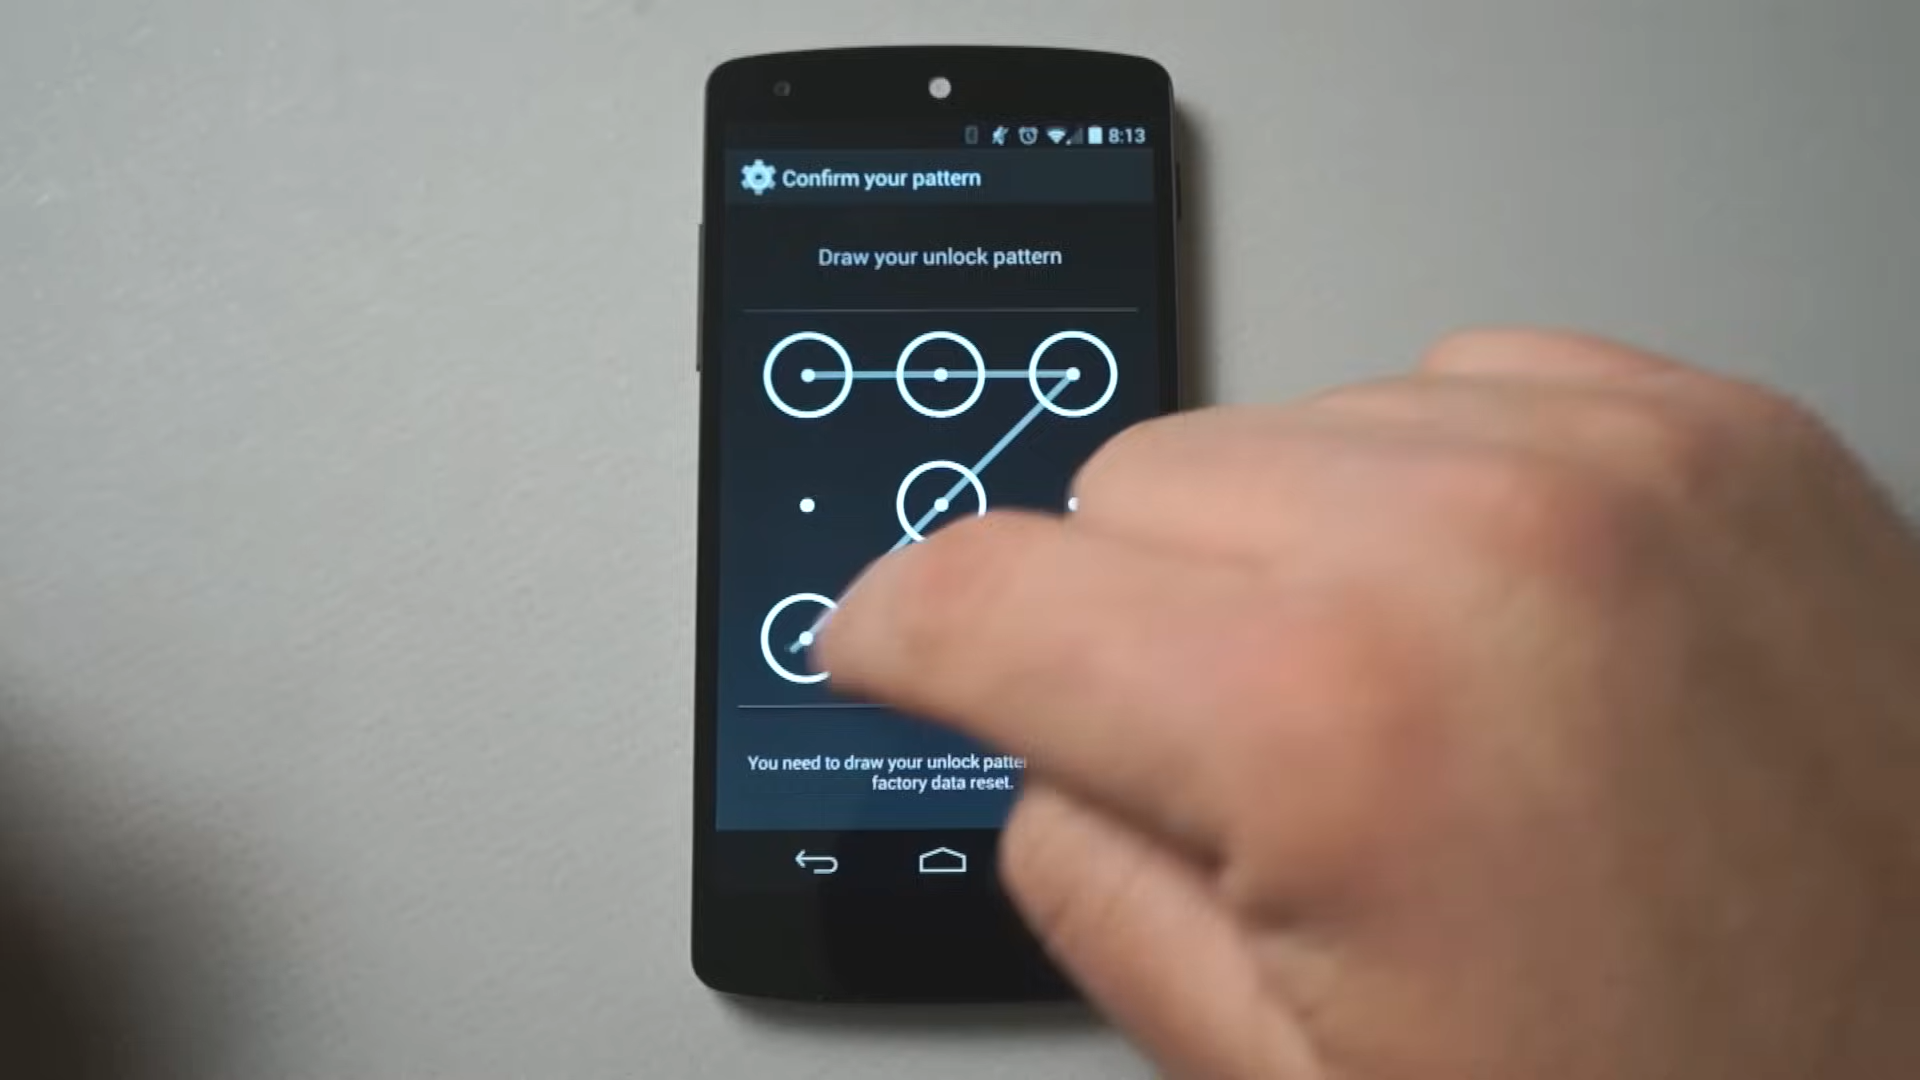 8:13
Confirm your pattern
Draw your unlock pattern
You need to draw your unlock
factory data reset.